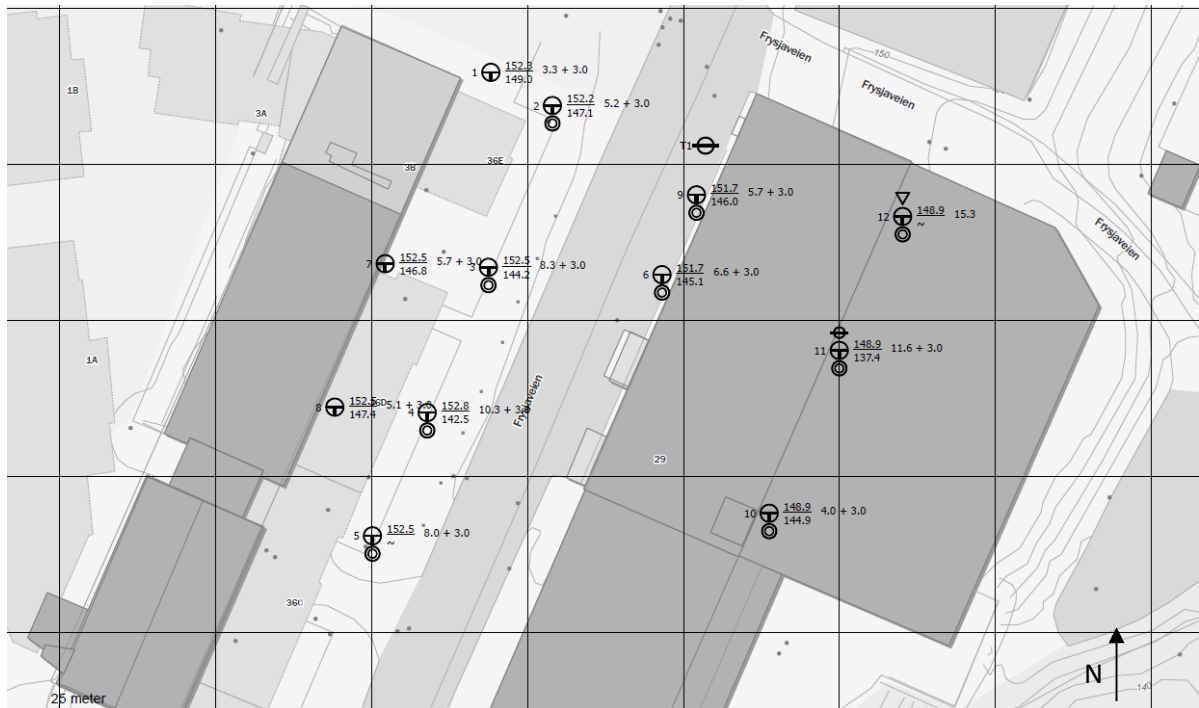 Frysjaveien
150
1 152.3 3.3 + 3.0
149.0
1B
Frysjaveien
2 152.2 5.2 + 3.0
147.1
3A
T1
36E
3B
9 151.7 5.7 + 3.0
146.0
12 148.9 15.3
~
Frysjaveien
7 152.5 5.7 + 3.0
146.8
3 152.5 8.3 + 3.0
144.2
6 151.7 6.6 + 3.0
145.1
11 148.9 11.6 + 3.0
137.4
1A
Frysjaveien
8 152.5 5.1 + 3.0
147.4
36D
4 152.8 10.3 + 3.0
142.5
29
10 148.9 4.0 + 3.0
144.9
5 152.5 8.0 + 3.0
~
36C
N
140
25 meter